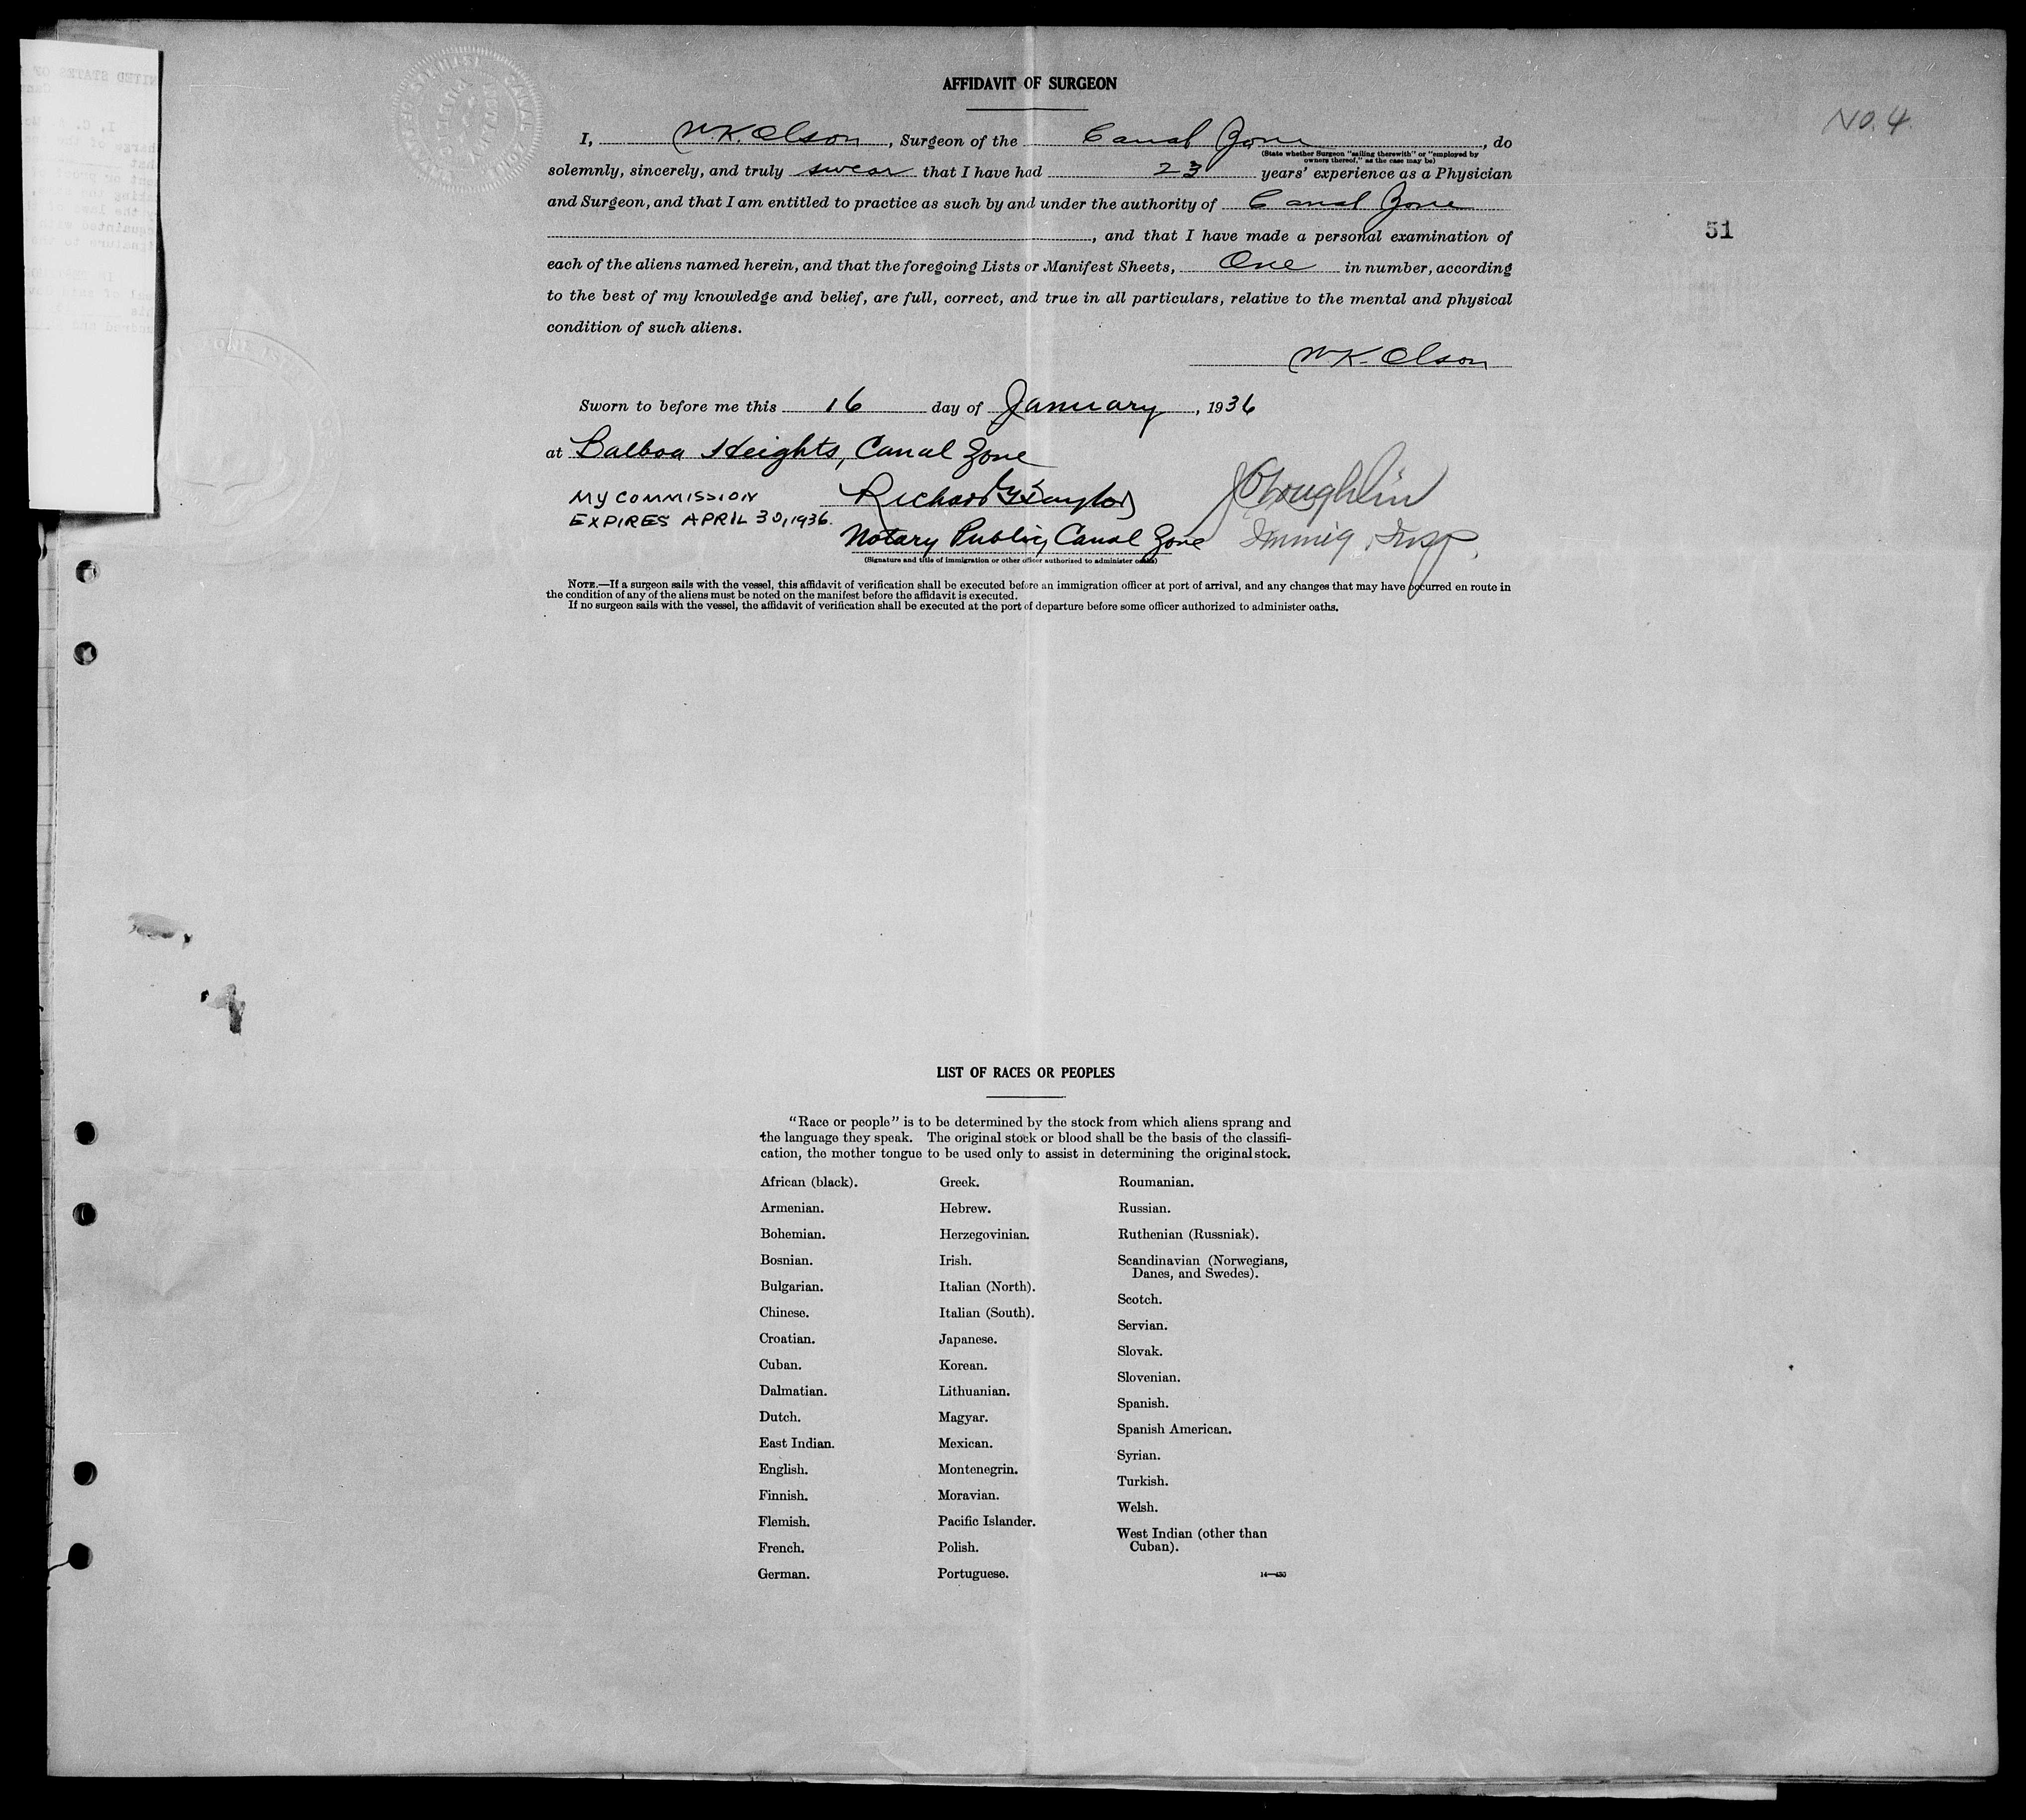 AFFIDAVIT OF SURGEON
No. 4
I, W.K. Olson, Surgeon of the Canal Zone, do
(State whether Surgeon "sailing therewith" or "employed by
owners thereof," as the case may be)
solemnly, sincerely, and truly swear that I have had 23 years' experience as a Physician
and Surgeon, and that I am entitled to practice as such by and under the authority of Canal Zone
51
, and that I have made a personal examination of
each of the aliens named herein, and that the foregoing Lists or Manifest Sheets, One in number, according
to the best of my knowledge and belief, are full, correct, and true in all particulars, relative to the mental and physical
condition of such aliens.
W.K. Olson
Sworn to before me this 16 day of January, 1936
at Balboa Heights, Canal Zone
MY COMMISSION
EXPIRES APRIL 30, 1936.
Richard Taylor
Notary Public, Canal Zone
Immig. Insp.
(Signature and title of immigration or other officer authorized to administer oaths)
NOTE.—If a surgeon sails with the vessel, this affidavit of verification shall be executed before an immigration officer at port of arrival, and any changes that may have occurred en route in
the condition of any of the aliens must be noted on the manifest before the affidavit is executed.
If no surgeon sails with the vessel, the affidavit of verification shall be executed at the port of departure before some officer authorized to administer oaths.
LIST OF RACES OR PEOPLES
"Race or people" is to be determined by the stock from which aliens sprang and
the language they speak. The original stock or blood shall be the basis of the classifi-
cation, the mother tongue to be used only to assist in determining the original stock.
African (black).
Armenian.
Bohemian.
Bosnian.
Bulgarian.
Chinese.
Croatian.
Cuban.
Dalmatian.
Dutch.
East Indian.
English.
Finnish.
Flemish.
French.
German.
Greek.
Hebrew.
Herzegovinian.
Irish.
Italian (North).
Italian (South).
Japanese.
Korean.
Lithuanian.
Magyar.
Mexican.
Montenegrin.
Moravian.
Pacific Islander.
Polish.
Portuguese.
Roumanian.
Russian.
Ruthenian (Russniak).
Scandinavian (Norwegians,
Danes, and Swedes).
Scotch.
Servian.
Slovak.
Slovenian.
Spanish.
Spanish American.
Syrian.
Turkish.
Welsh.
West Indian (other than
Cuban).